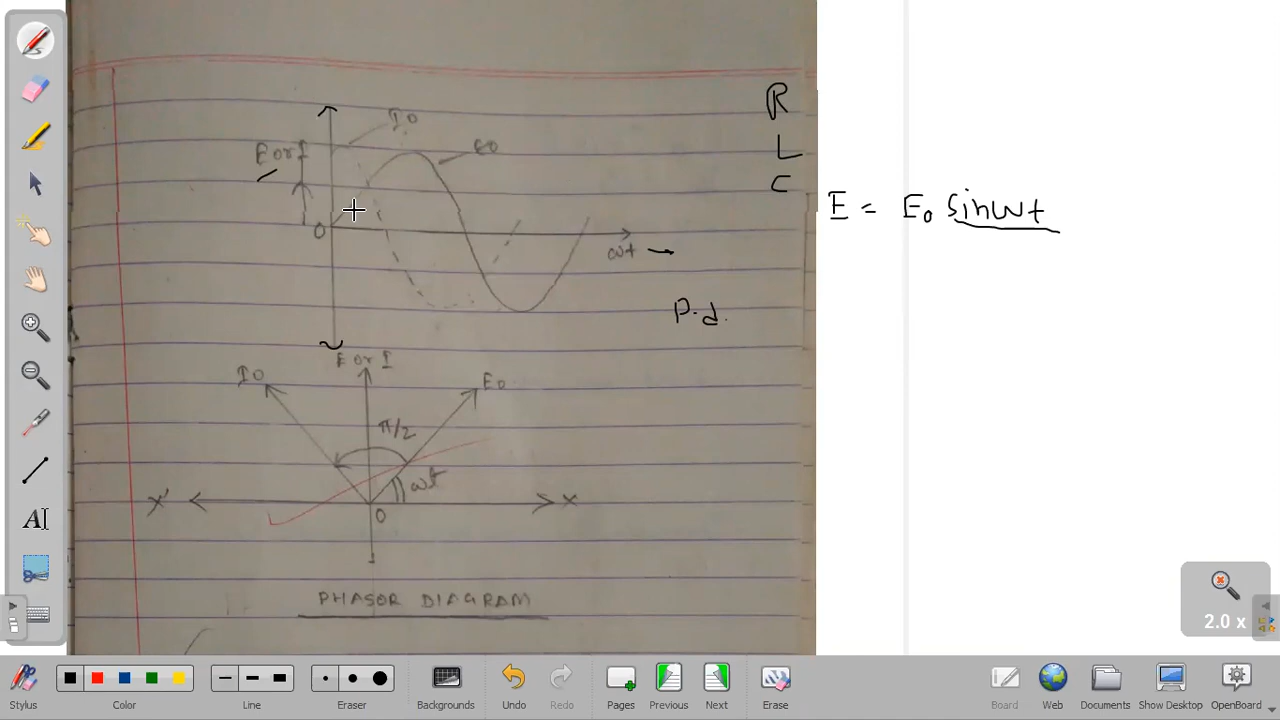 I0
E or I
E0
0
ωt
R
L
C
E = E₀ sinωt
P.d.
E or I
I0
E0
π/2
ωt
X'
X
0
PHASOR DIAGRAM
2.0 x
Stylus
Color
Line
Eraser
Backgrounds
Undo
Redo
Pages
Previous
Next
Erase
Board
Web
Documents
Show Desktop
OpenBoard